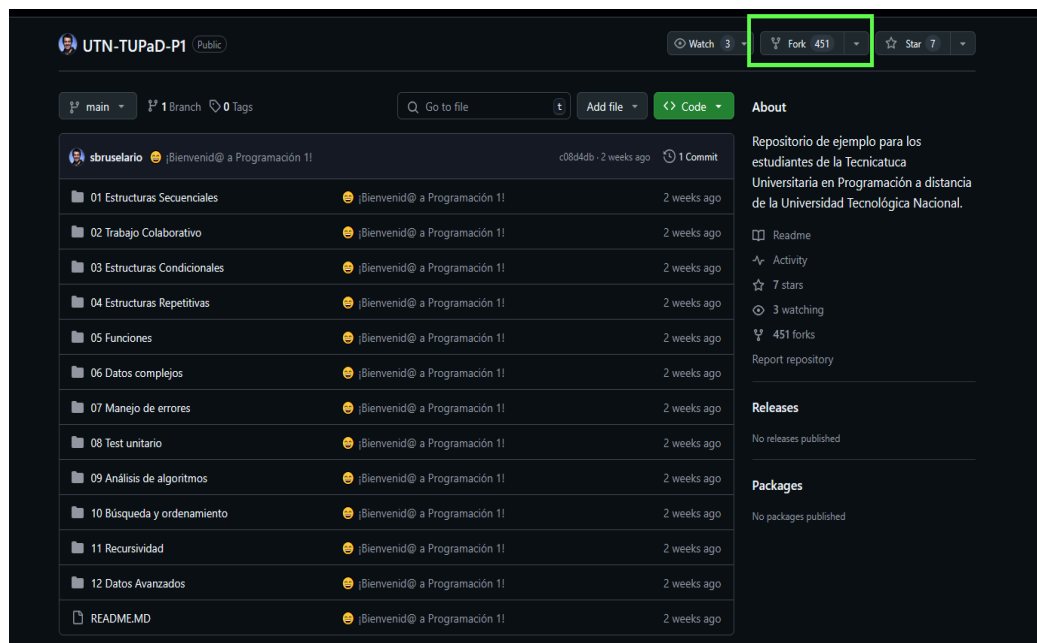 UTN-TUPaD-P1 Public
Watch 3 Fork 451 Star 7
main 1 Branch 0 Tags Go to file t Add file Code
sbruselario 😄 ¡Bienvenid@ a Programación 1! c08d4db · 2 weeks ago 1 Commit
01 Estructuras Secuenciales 😄 ¡Bienvenid@ a Programación 1! 2 weeks ago
02 Trabajo Colaborativo 😄 ¡Bienvenid@ a Programación 1! 2 weeks ago
03 Estructuras Condicionales 😄 ¡Bienvenid@ a Programación 1! 2 weeks ago
04 Estructuras Repetitivas 😄 ¡Bienvenid@ a Programación 1! 2 weeks ago
05 Funciones 😄 ¡Bienvenid@ a Programación 1! 2 weeks ago
06 Datos complejos 😄 ¡Bienvenid@ a Programación 1! 2 weeks ago
07 Manejo de errores 😄 ¡Bienvenid@ a Programación 1! 2 weeks ago
08 Test unitario 😄 ¡Bienvenid@ a Programación 1! 2 weeks ago
09 Análisis de algoritmos 😄 ¡Bienvenid@ a Programación 1! 2 weeks ago
10 Búsqueda y ordenamiento 😄 ¡Bienvenid@ a Programación 1! 2 weeks ago
11 Recursividad 😄 ¡Bienvenid@ a Programación 1! 2 weeks ago
12 Datos Avanzados 😄 ¡Bienvenid@ a Programación 1! 2 weeks ago
README.MD 😄 ¡Bienvenid@ a Programación 1! 2 weeks ago
About
Repositorio de ejemplo para los
estudiantes de la Tecnicatuca
Universitaria en Programación a distancia
de la Universidad Tecnológica Nacional.
Readme
Activity
7 stars
3 watching
451 forks
Report repository
Releases
No releases published
Packages
No packages published